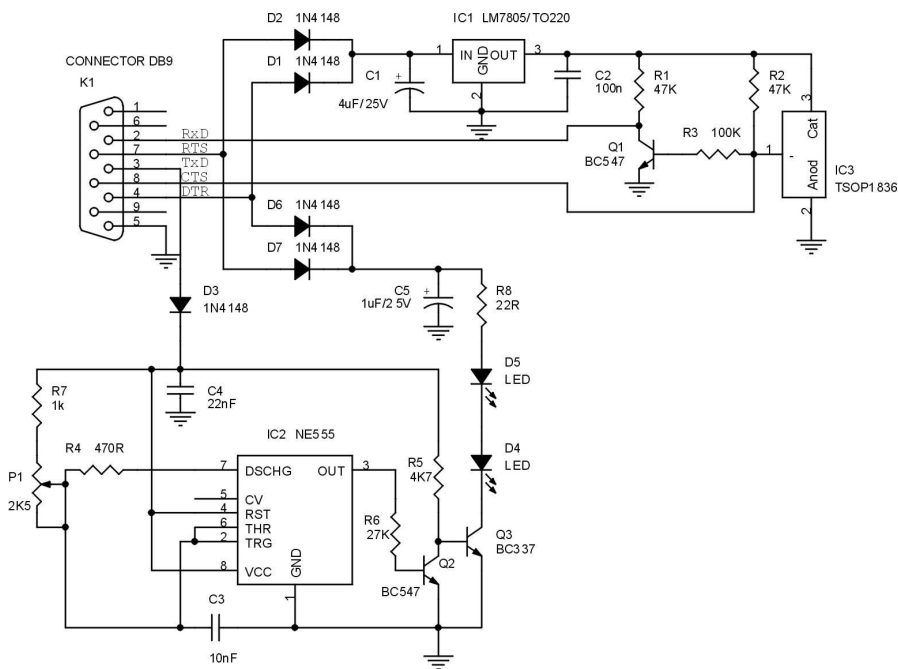 D2 1N4148
IC1 LM7805/TO220
CONNECTOR DB9
K1
D1 1N4148
1
IN
GND
OUT
3
2
C1
4uF/25V
C2
100n
R1
47K
R2
47K
1
6
2 RxD
7 RTS
3 TxD
8 CTS
4 DTR
9
5
R3 100K
Q1
BC547
1
-
3
Cat
Anod
2
IC3
TSOP1836
D6 1N4148
D7 1N4148
D3
1N4148
C5
1uF/25V
R8
22R
D5
LED
R7
1k
C4
22nF
IC2 NE555
R4 470R
D4
LED
P1
2K5
7 DSCHG
OUT 3
5 CV
4 RST
6 THR
2 TRG
8 VCC
GND
1
R5
4K7
R6
27K
Q2
BC547
Q3
BC337
C3
10nF
+
+